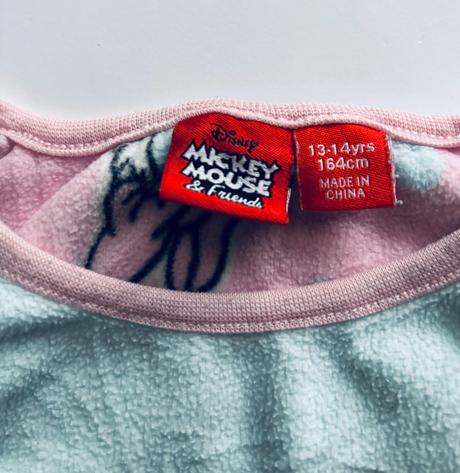 Disney
MICKEY
MOUSE
& Friends
13-14yrs
164cm
MADE IN
CHINA